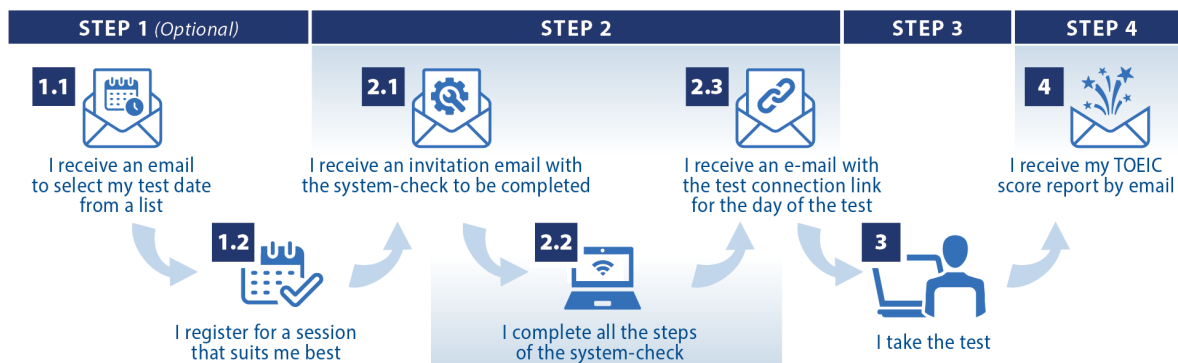 STEP 1 (Optional)
STEP 2
STEP 3
STEP 4
1.1
I receive an email
to select my test date
from a list
1.2
I register for a session
that suits me best
2.1
I receive an invitation email with
the system-check to be completed
2.2
I complete all the steps
of the system-check
2.3
I receive an e-mail with
the test connection link
for the day of the test
3
I take the test
4
I receive my TOEIC
score report by email